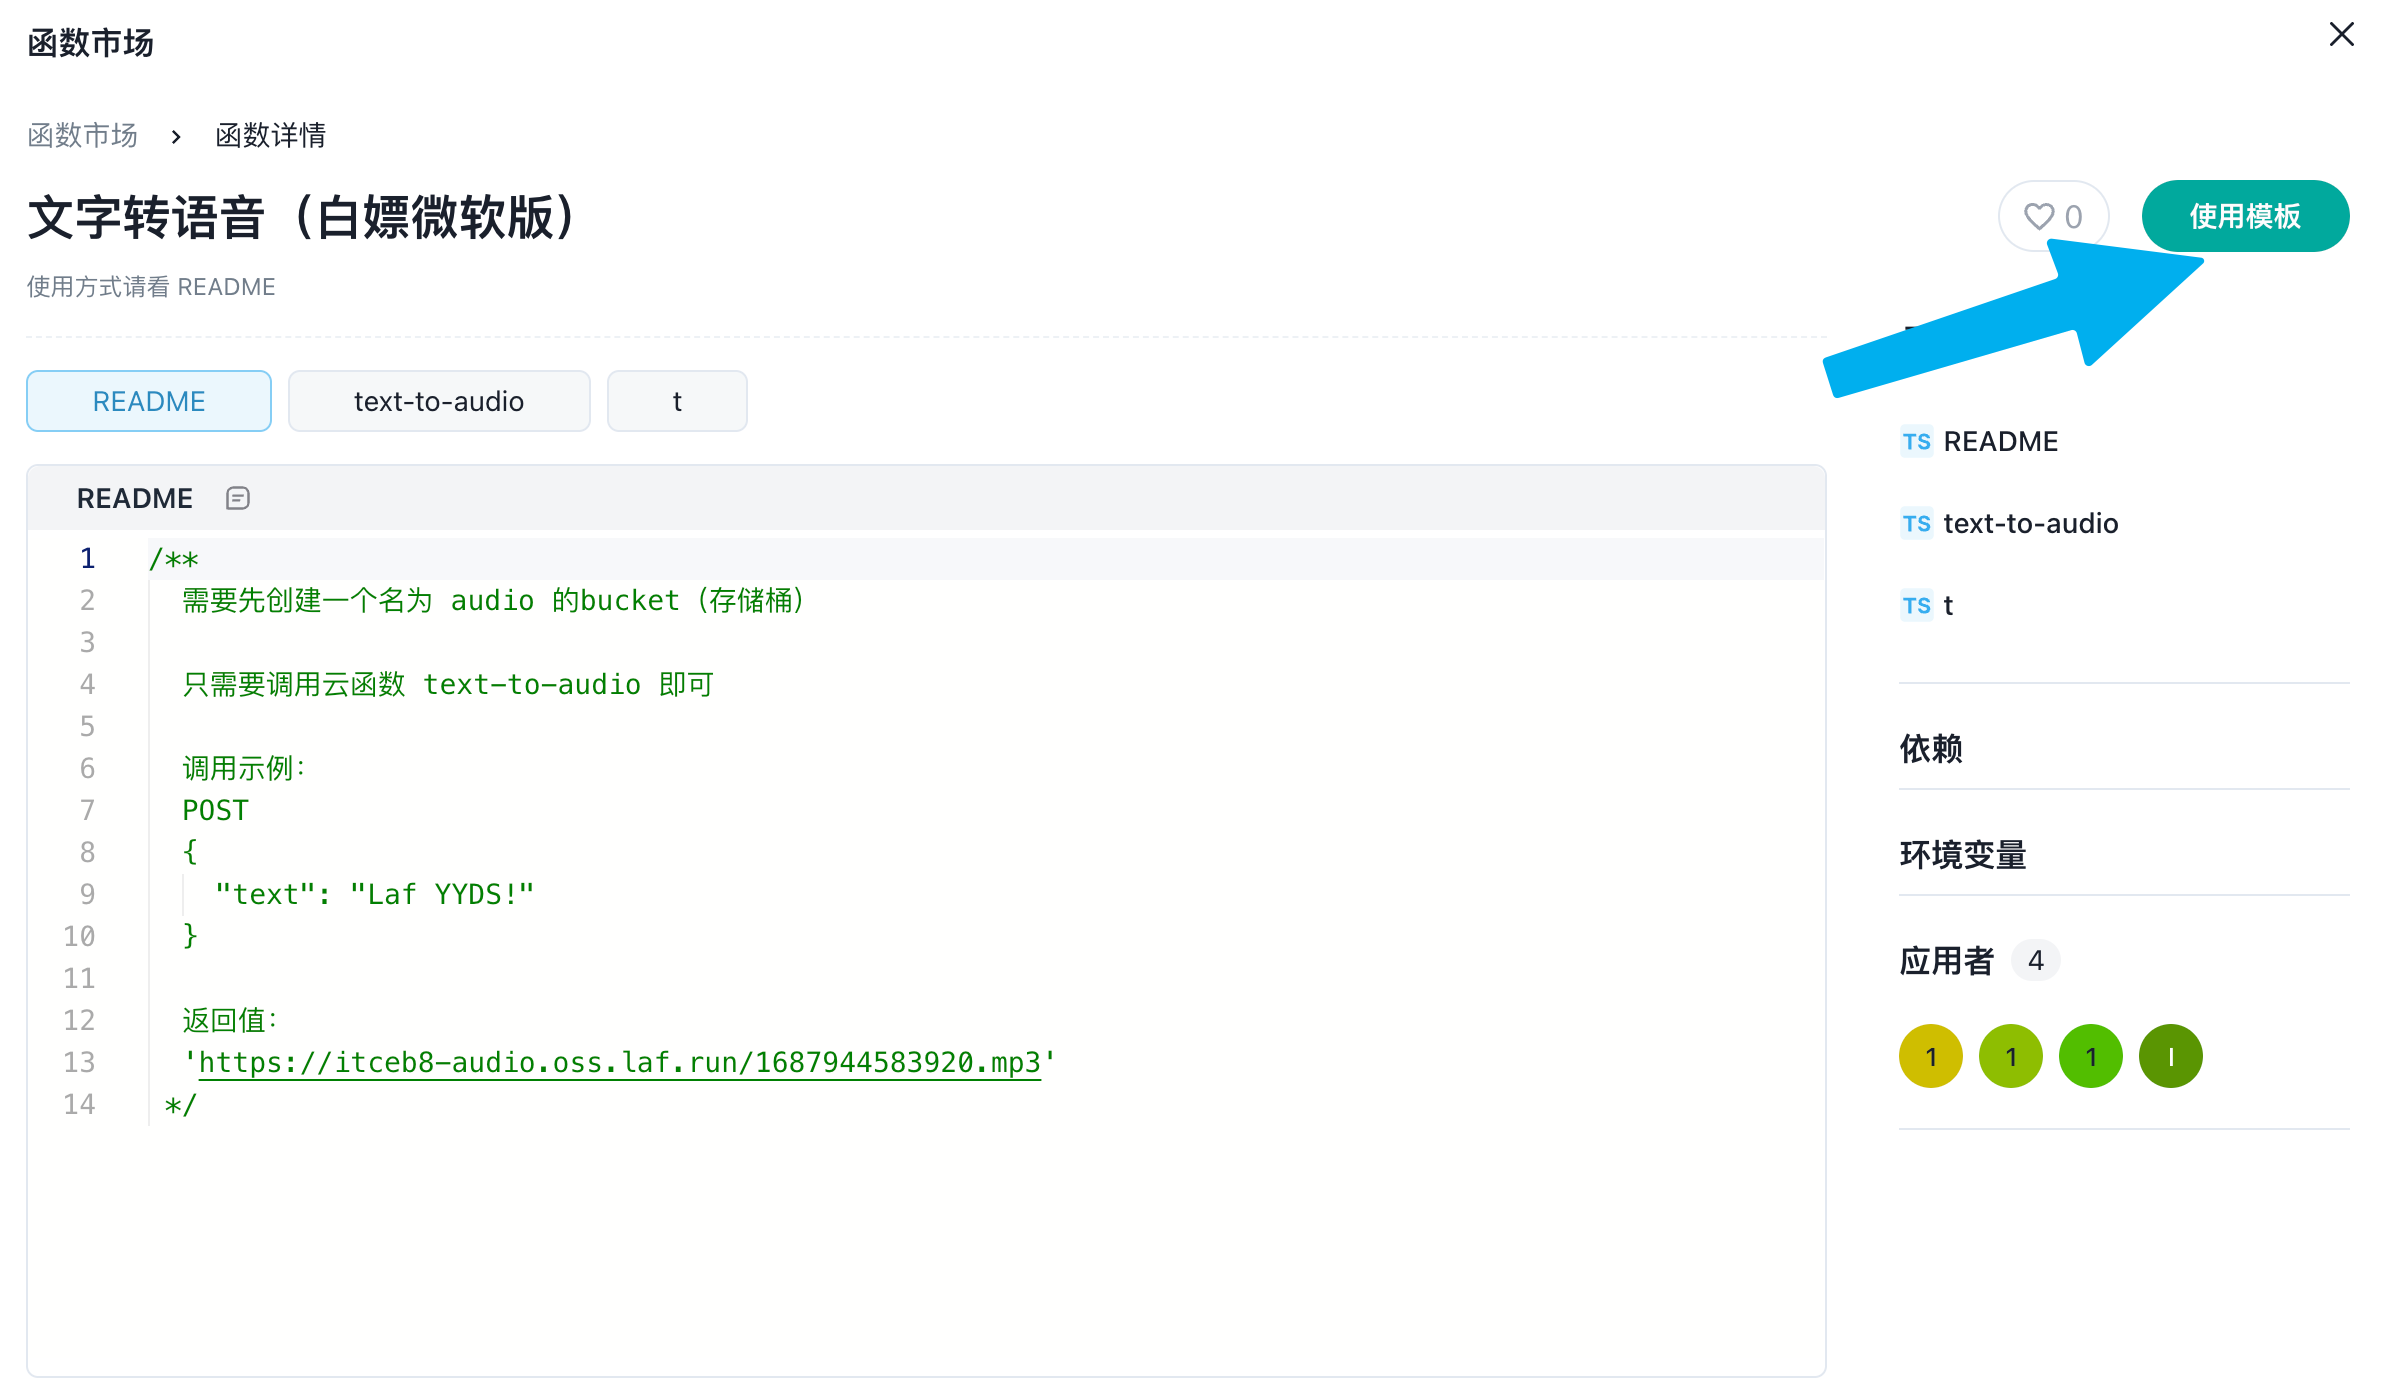 函数市场
函数市场 › 函数详情
文字转语音（白嫖微软版）
使用方式请看 README
0
使用模板
README
text-to-audio
t
README
1 /**
2 需要先创建一个名为 audio 的bucket（存储桶）
3
4 只需要调用云函数 text-to-audio 即可
5
6 调用示例：
7 POST
8 {
9 "text": "Laf YYDS!"
10 }
11
12 返回值：
13 'https://itceb8-audio.oss.laf.run/1687944583920.mp3'
14 */
TS README
TS text-to-audio
TS t
依赖
环境变量
应用者 4
1 1 1 l